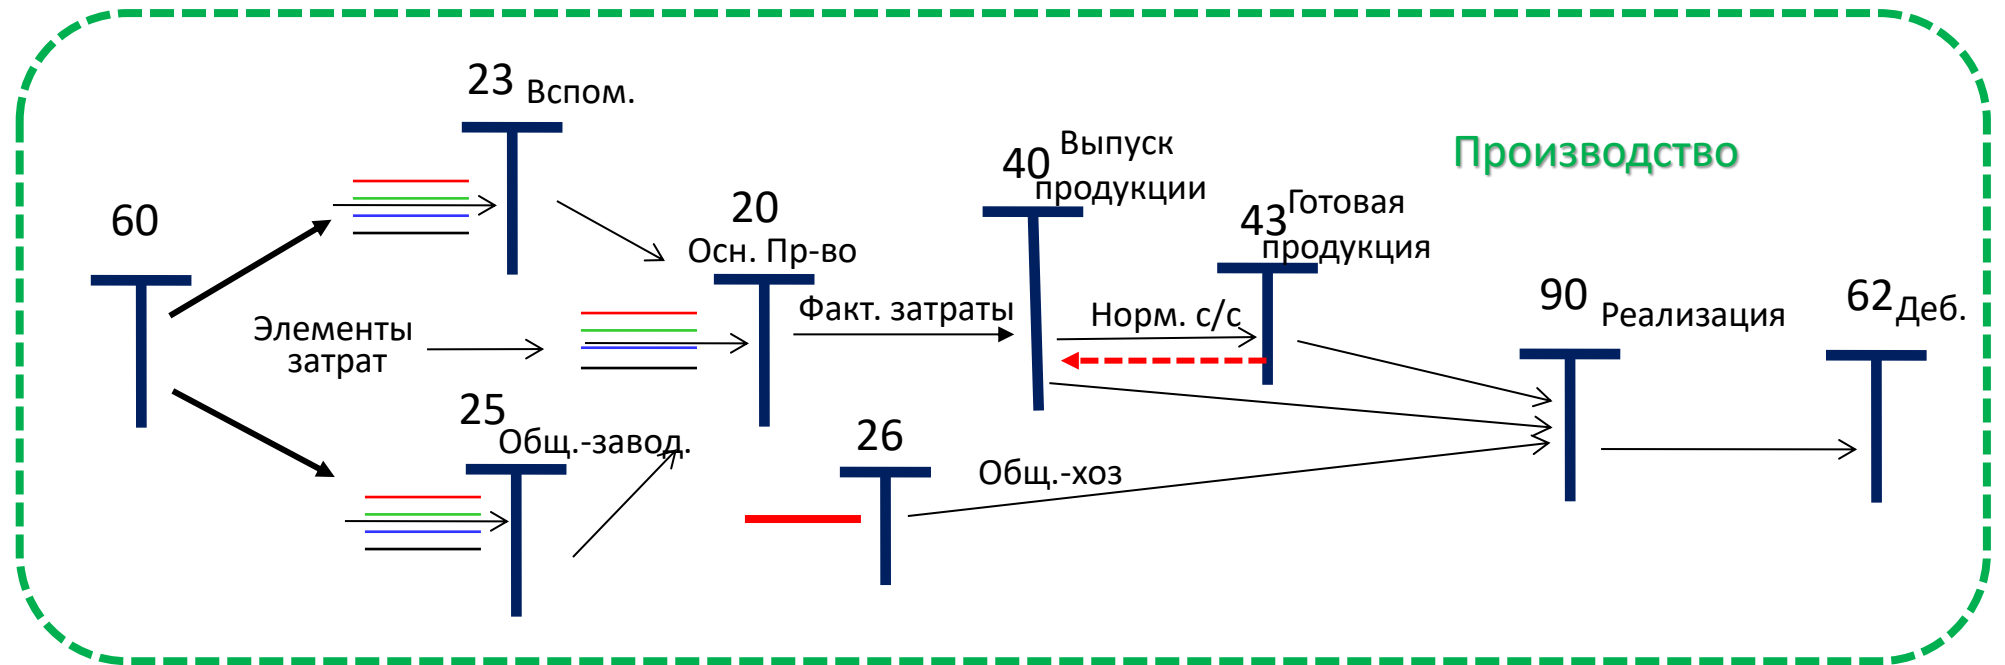 23 Вспом.
Выпуск
40
продукции
Производство
60
20
Осн. Пр-во
43 Готовая
продукция
Элементы
затрат
Факт. затраты
Норм. с/с
90 Реализация
62 Деб.
25
Общ.-завод.
26
Общ.-хоз